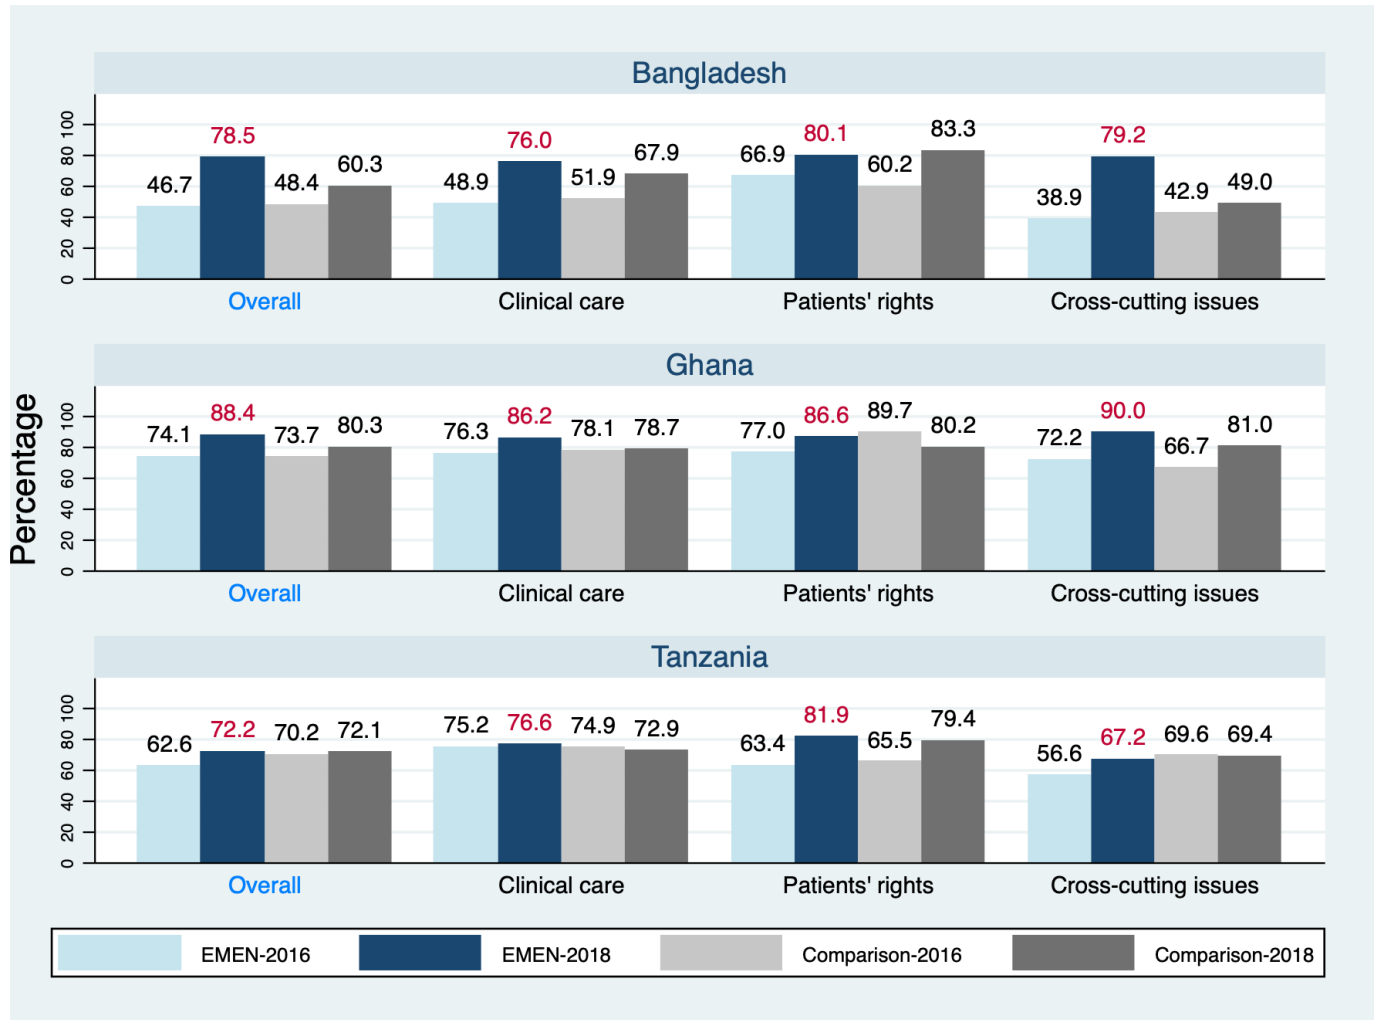 Bangladesh
Percentage
0 20 40 60 80 100
46.7 78.5 48.4 60.3
48.9 76.0 51.9 67.9
66.9 80.1 60.2 83.3
38.9 79.2 42.9 49.0
Overall Clinical care Patients' rights Cross-cutting issues
Ghana
0 20 40 60 80 100
74.1 88.4 73.7 80.3
76.3 86.2 78.1 78.7
77.0 86.6 89.7 80.2
72.2 90.0 66.7 81.0
Overall Clinical care Patients' rights Cross-cutting issues
Tanzania
0 20 40 60 80 100
62.6 72.2 70.2 72.1
75.2 76.6 74.9 72.9
63.4 81.9 65.5 79.4
56.6 67.2 69.6 69.4
Overall Clinical care Patients' rights Cross-cutting issues
EMEN-2016 EMEN-2018 Comparison-2016 Comparison-2018